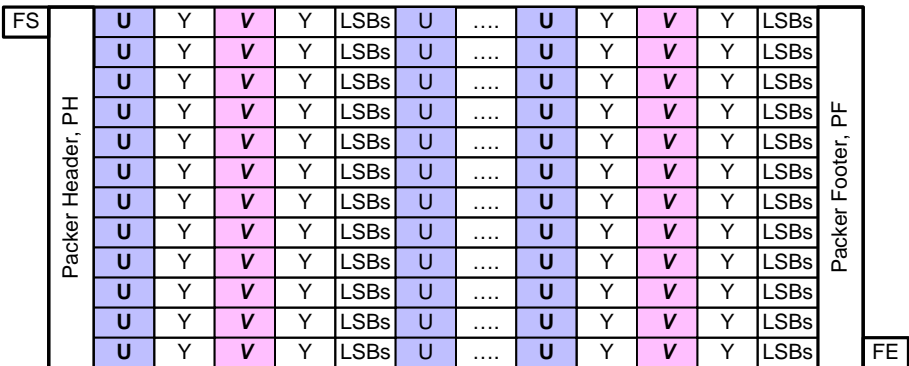 FS U Y V Y LSBs U …. U Y V Y LSBs
U Y V Y LSBs U …. U Y V Y LSBs
U Y V Y LSBs U …. U Y V Y LSBs
U Y V Y LSBs U …. U Y V Y LSBs
U Y V Y LSBs U …. U Y V Y LSBs
U Y V Y LSBs U …. U Y V Y LSBs
U Y V Y LSBs U …. U Y V Y LSBs
U Y V Y LSBs U …. U Y V Y LSBs
U Y V Y LSBs U …. U Y V Y LSBs
U Y V Y LSBs U …. U Y V Y LSBs
U Y V Y LSBs U …. U Y V Y LSBs
U Y V Y LSBs U …. U Y V Y LSBs FE
Packer Header, PH
Packer Footer, PF